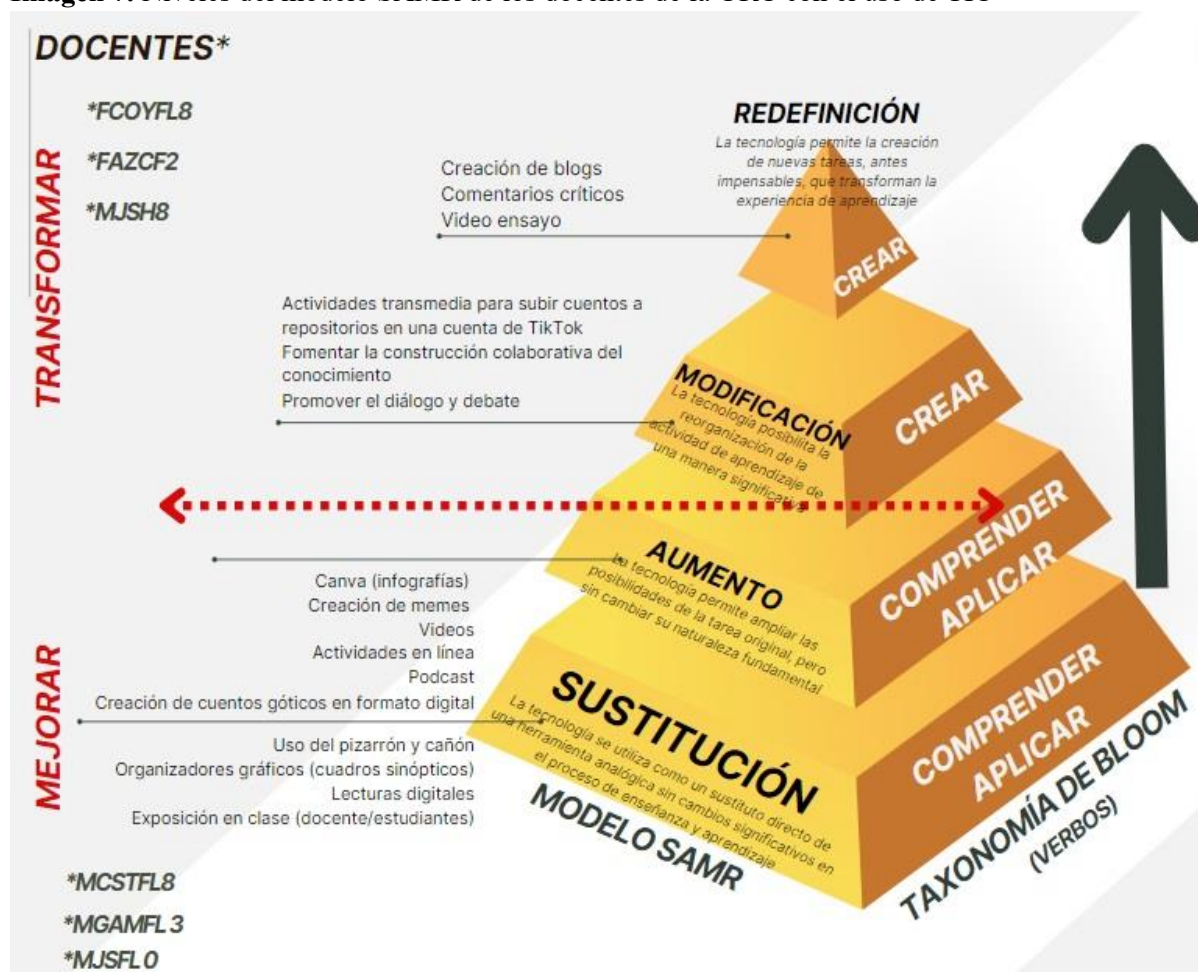 DOCENTES*
*FCOYFL8
*FAZCF2
*MJSH8
TRANSFORMAR
REDEFINICIÓN
La tecnología permite la creación
de nuevas tareas, antes
impensables, que transforman la
experiencia de aprendizaje
Creación de blogs
Comentarios críticos
Video ensayo
CREAR
Actividades transmedia para subir cuentos a
repositorios en una cuenta de TikTok
Fomentar la construcción colaborativa del
conocimiento
Promover el diálogo y debate
MODIFICACIÓN
La tecnología posibilita la
reorganización de la
actividad de aprendizaje de
una manera significativa
CREAR
AUMENTO
La tecnología permite ampliar las
posibilidades de la tarea original, pero
sin cambiar su naturaleza fundamental
COMPRENDER
APLICAR
Canva (infografías)
Creación de memes
Videos
Actividades en línea
Podcast
Creación de cuentos góticos en formato digital
MEJORAR
Uso del pizarrón y cañón
Organizadores gráficos (cuadros sinópticos)
Lecturas digitales
Exposición en clase (docente/estudiantes)
SUSTITUCIÓN
La tecnología se utiliza como un sustituto directo de
una herramienta analógica sin cambios significativos en
el proceso de enseñanza y aprendizaje
COMPRENDER
APLICAR
MODELO SAMR
TAXONOMÍA DE BLOOM
(VERBOS)
*MCSTFL8
*MGAMFL 3
*MJSFL 0